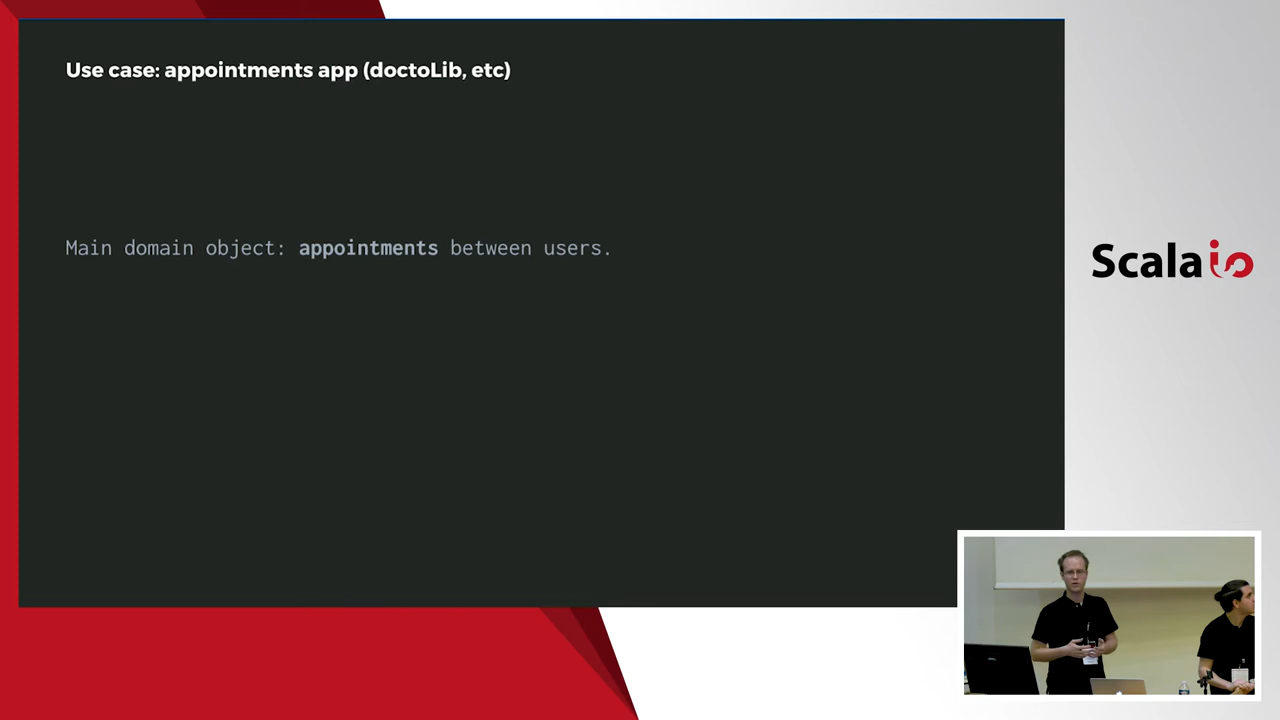 Use case: appointments app (doctoLib, etc)
Main domain object: appointments between users.
Scala io